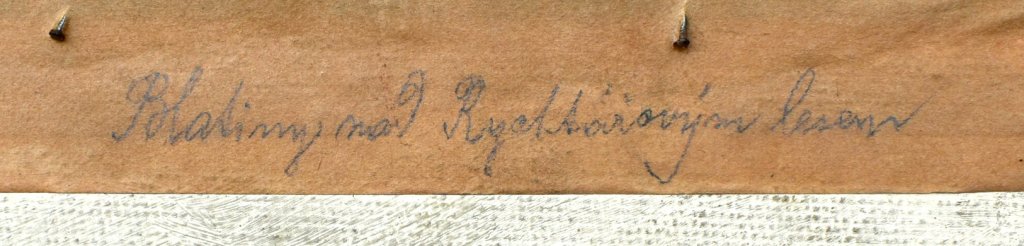 Blatiny nad Rychtářovým lesem